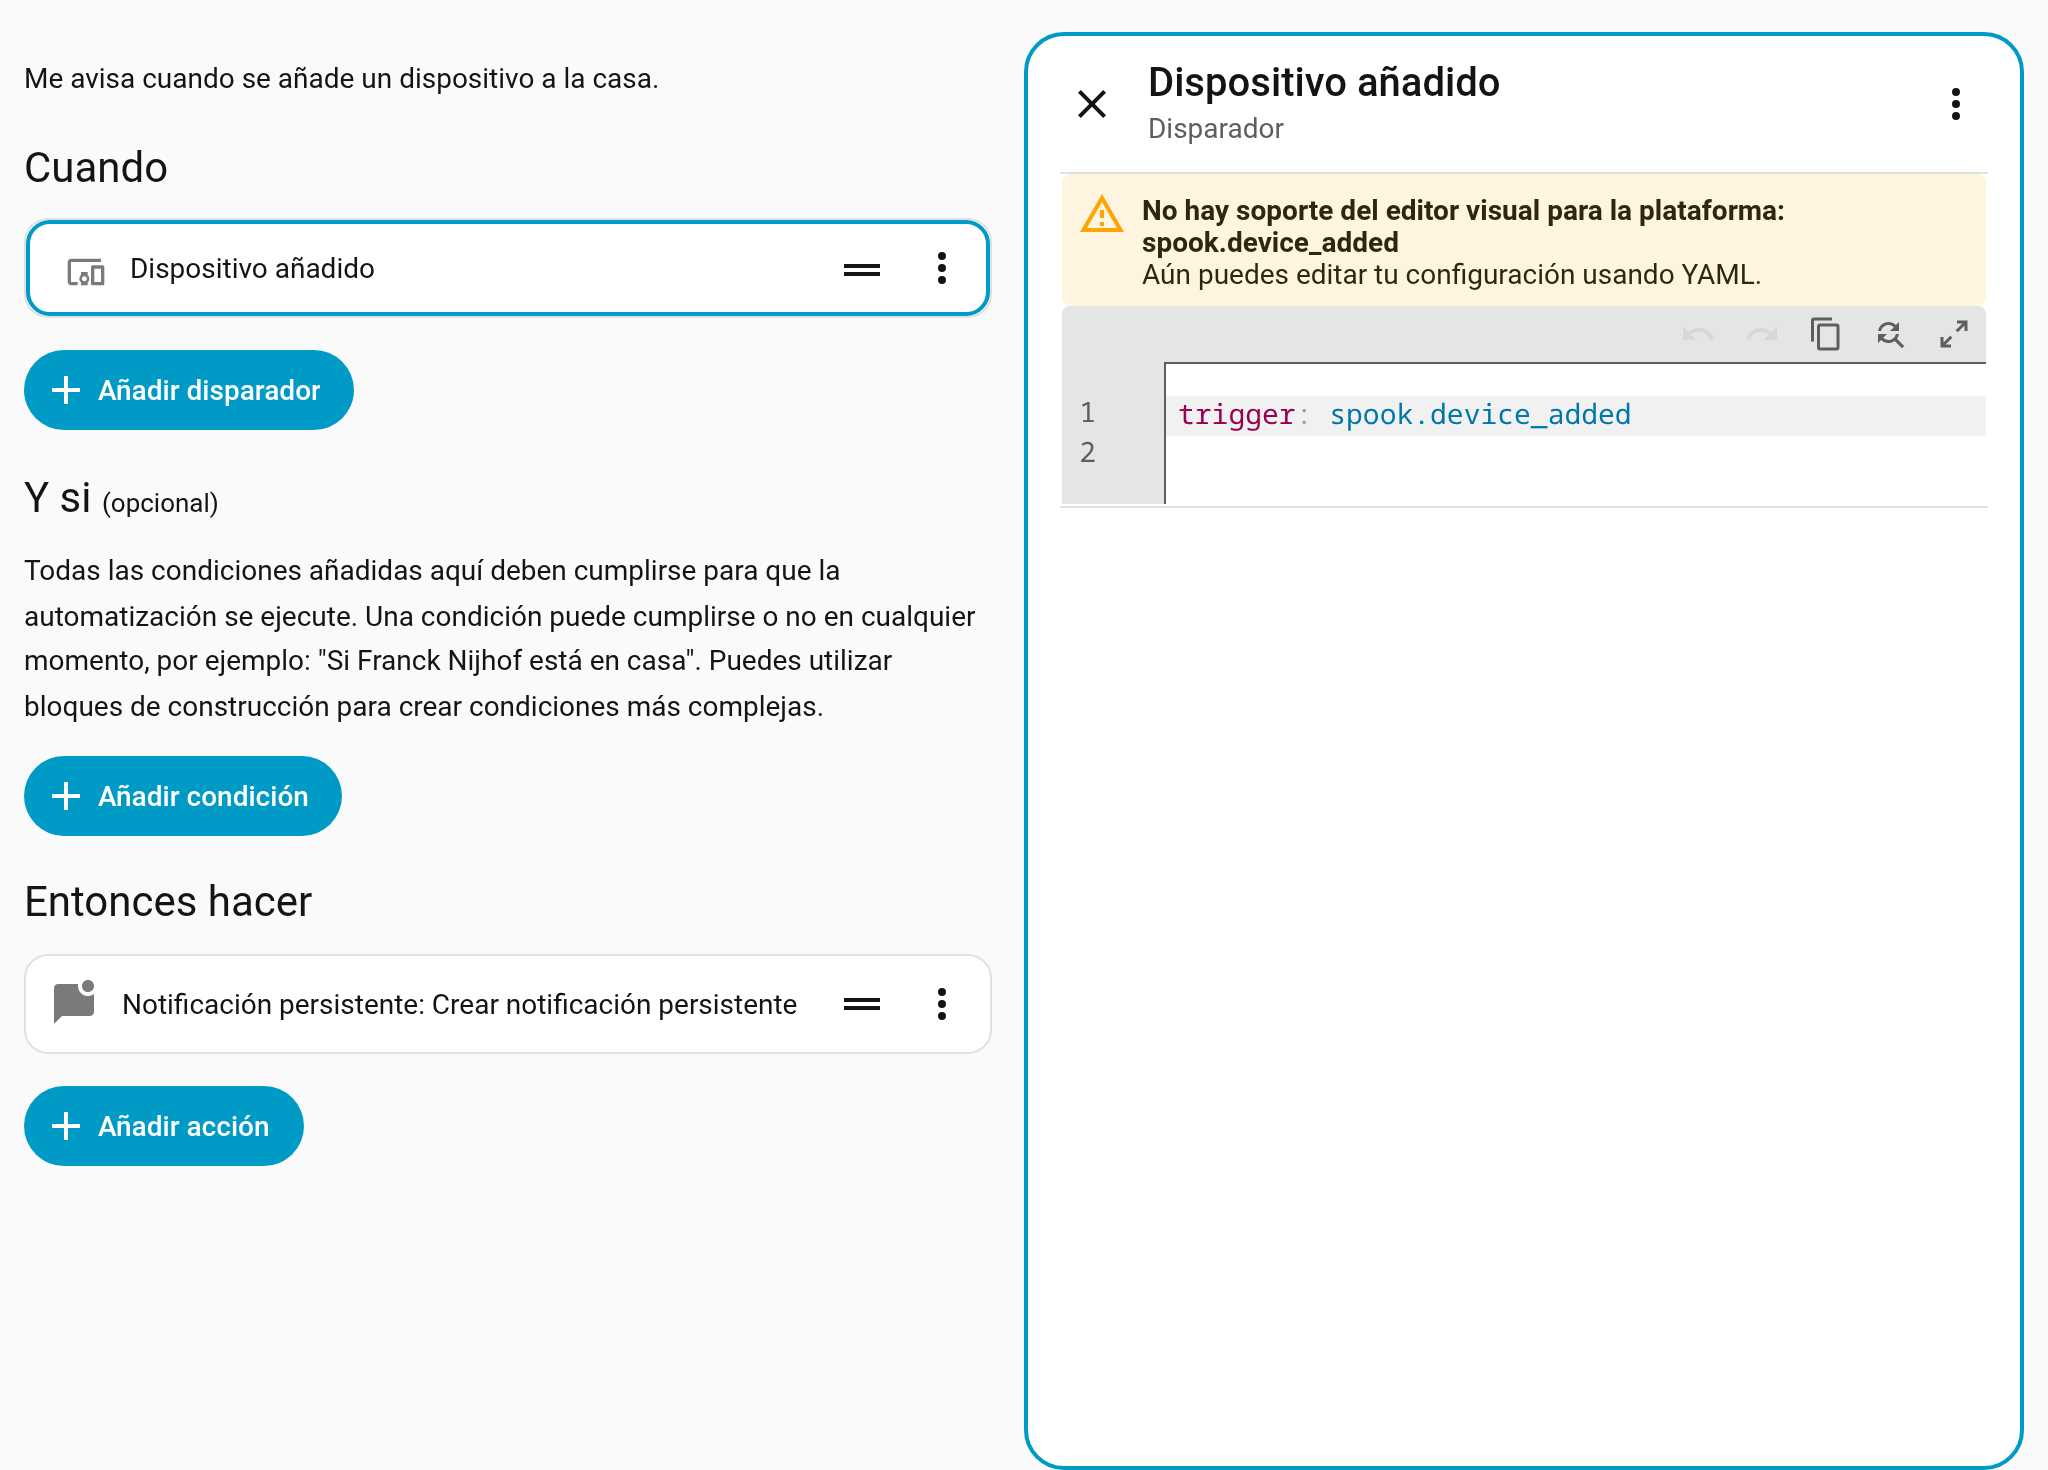 Me avisa cuando se añade un dispositivo a la casa.
Cuando
Dispositivo añadido
Añadir disparador
Y si (opcional)
Todas las condiciones añadidas aquí deben cumplirse para que la
automatización se ejecute. Una condición puede cumplirse o no en cualquier
momento, por ejemplo: "Si Franck Nijhof está en casa". Puedes utilizar
bloques de construcción para crear condiciones más complejas.
Añadir condición
Entonces hacer
Notificación persistente: Crear notificación persistente
Añadir acción
Dispositivo añadido
Disparador
No hay soporte del editor visual para la plataforma:
spook.device_added
Aún puedes editar tu configuración usando YAML.
1 trigger: spook.device_added
2